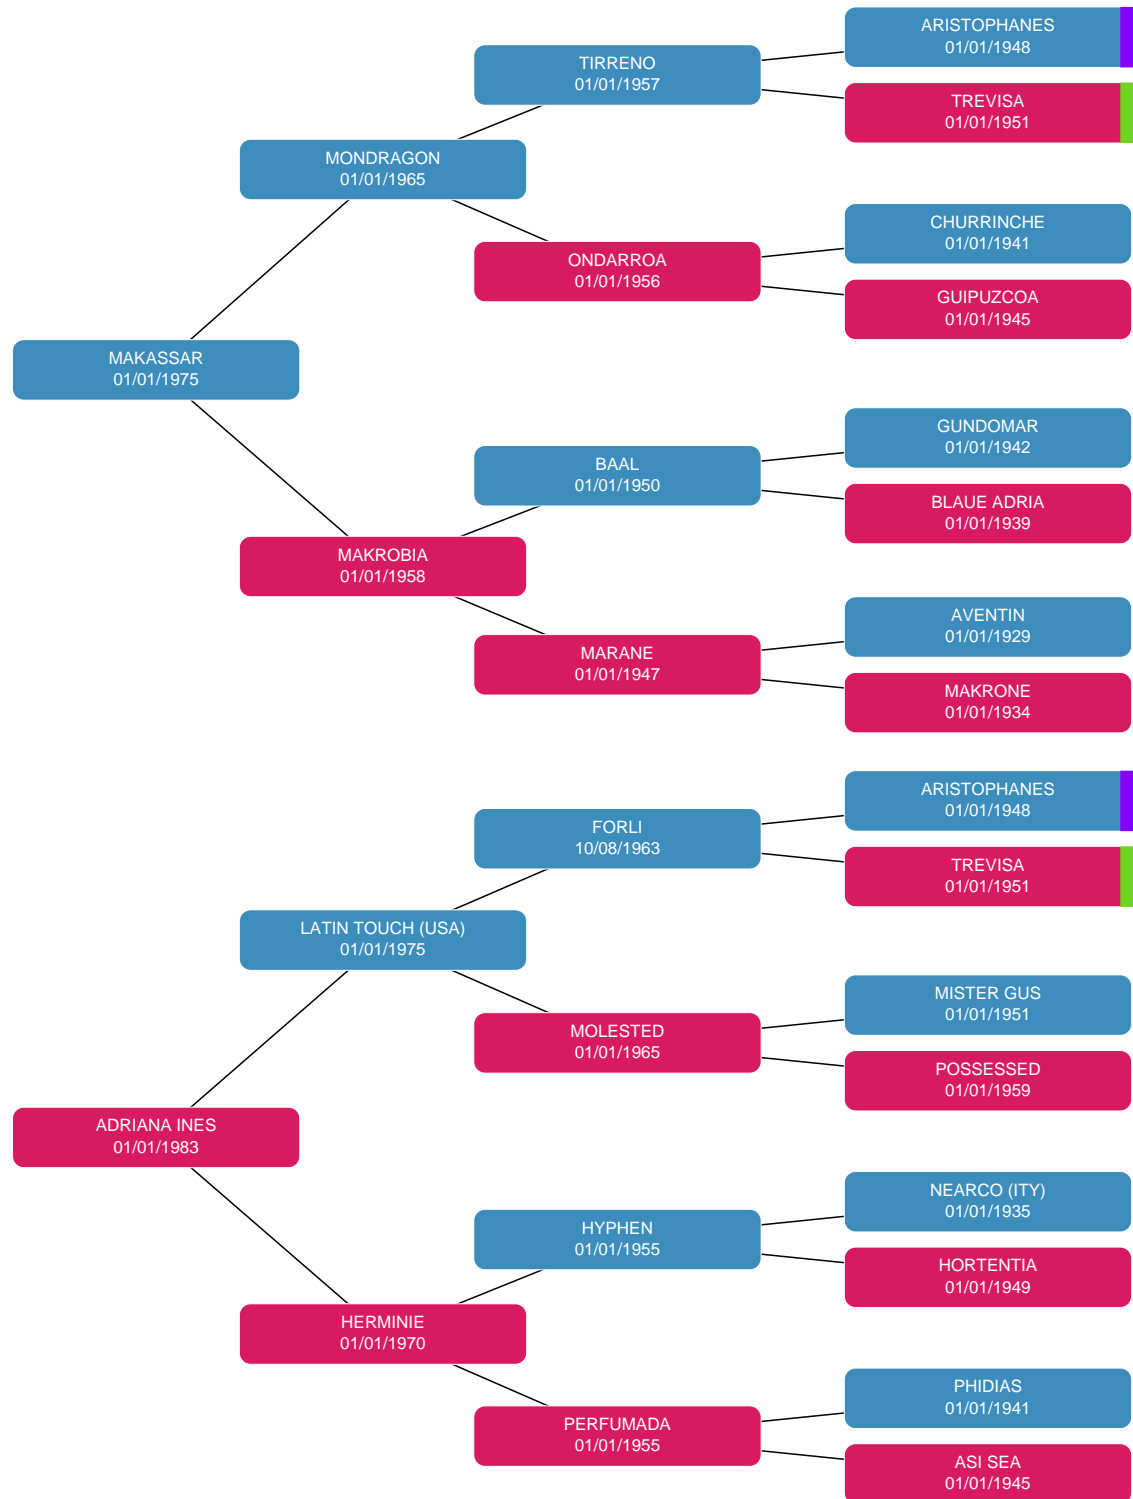 ARISTOPHANES
01/01/1948
TIRRENO
01/01/1957
TREVISA
01/01/1951
MONDRAGON
01/01/1965
CHURRINCHE
01/01/1941
ONDARROA
01/01/1956
GUIPUZCOA
01/01/1945
MAKASSAR
01/01/1975
GUNDOMAR
01/01/1942
BAAL
01/01/1950
BLAUE ADRIA
01/01/1939
MAKROBIA
01/01/1958
AVENTIN
01/01/1929
MARANE
01/01/1947
MAKRONE
01/01/1934
ARISTOPHANES
01/01/1948
FORLI
10/08/1963
TREVISA
01/01/1951
LATIN TOUCH (USA)
01/01/1975
MISTER GUS
01/01/1951
MOLESTED
01/01/1965
POSSESSED
01/01/1959
ADRIANA INES
01/01/1983
NEARCO (ITY)
01/01/1935
HYPHEN
01/01/1955
HORTENTIA
01/01/1949
HERMINIE
01/01/1970
PHIDIAS
01/01/1941
PERFUMADA
01/01/1955
ASI SEA
01/01/1945